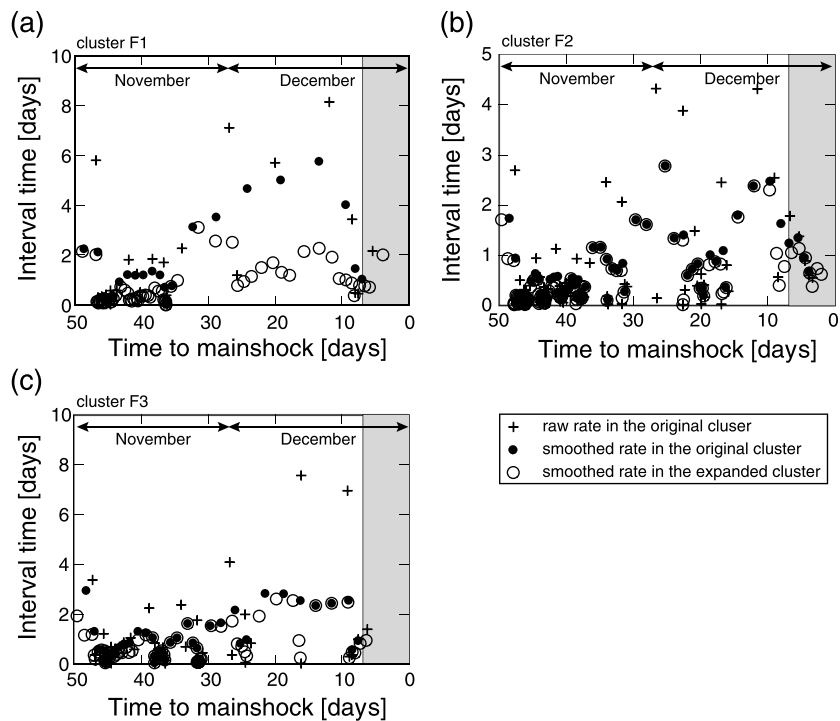 (a)
cluster F1
November
December
Interval time [days]
10
8
6
4
2
0
50
40
30
20
10
0
Time to mainshock [days]
(b)
cluster F2
November
December
Interval time [days]
5
4
3
2
1
0
50
40
30
20
10
0
Time to mainshock [days]
(c)
cluster F3
November
December
Interval time [days]
10
8
6
4
2
0
50
40
30
20
10
0
Time to mainshock [days]
raw rate in the original cluser
smoothed rate in the original cluster
smoothed rate in the expanded cluster